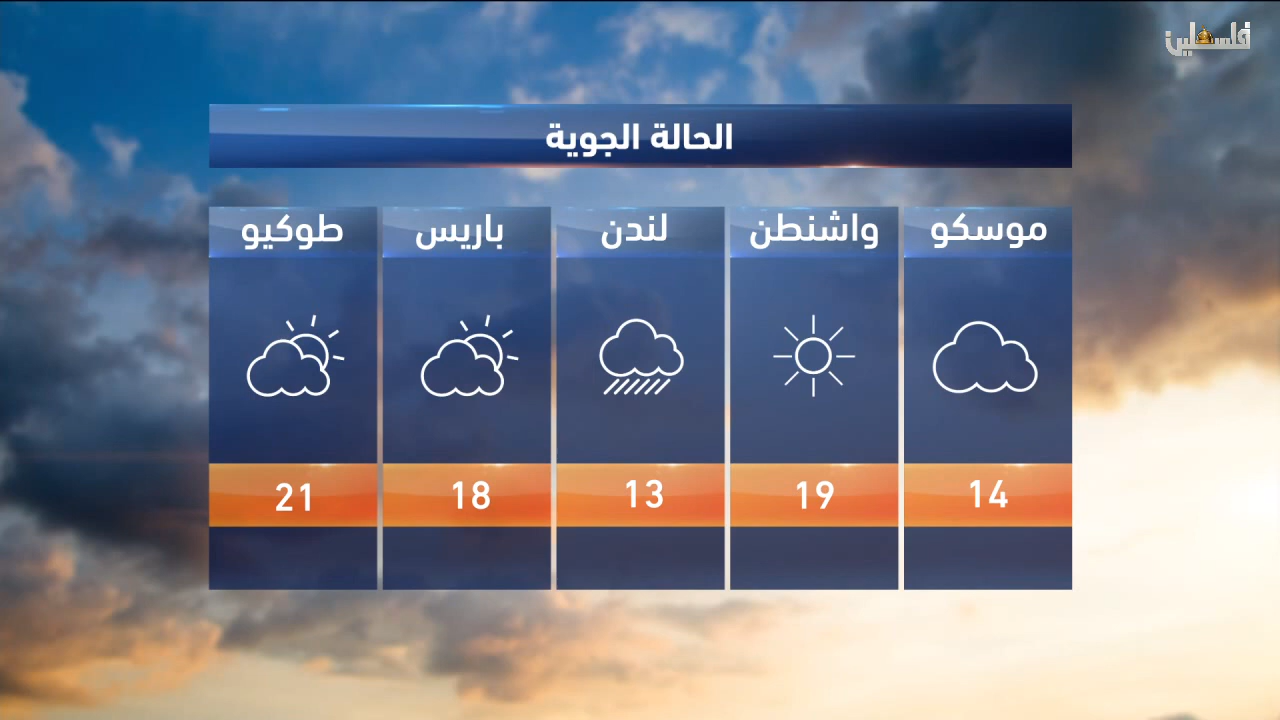 فلسطين
الحالة الجوية
موسكو
واشنطن
لندن
باريس
طوكيو
14
19
13
18
21